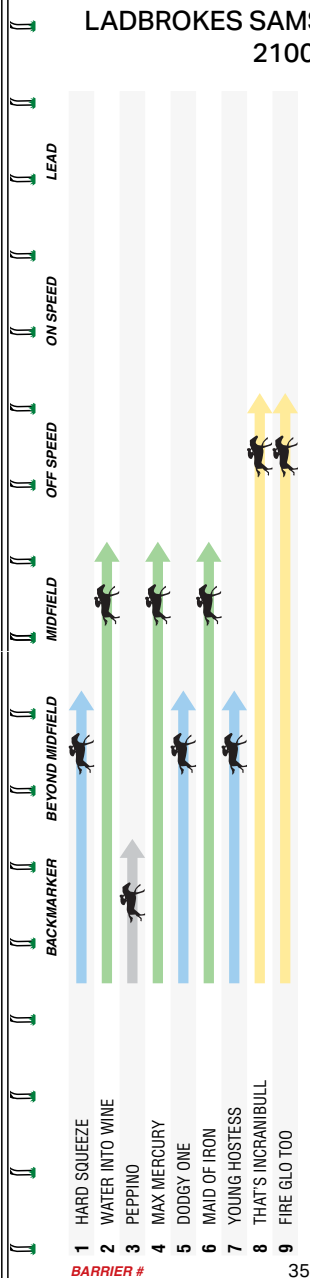 LADBROKES SAMS
2100
LEAD
ON SPEED
OFF SPEED
MIDFIELD
BEYOND MIDFIELD
BACKMARKER
1 HARD SQUEEZE
2 WATER INTO WINE
3 PEPPINO
4 MAX MERCURY
5 DODGY ONE
6 MAID OF IRON
7 YOUNG HOSTESS
8 THAT'S INCRANIBULL
9 FIRE GLO TOO
BARRIER #
35